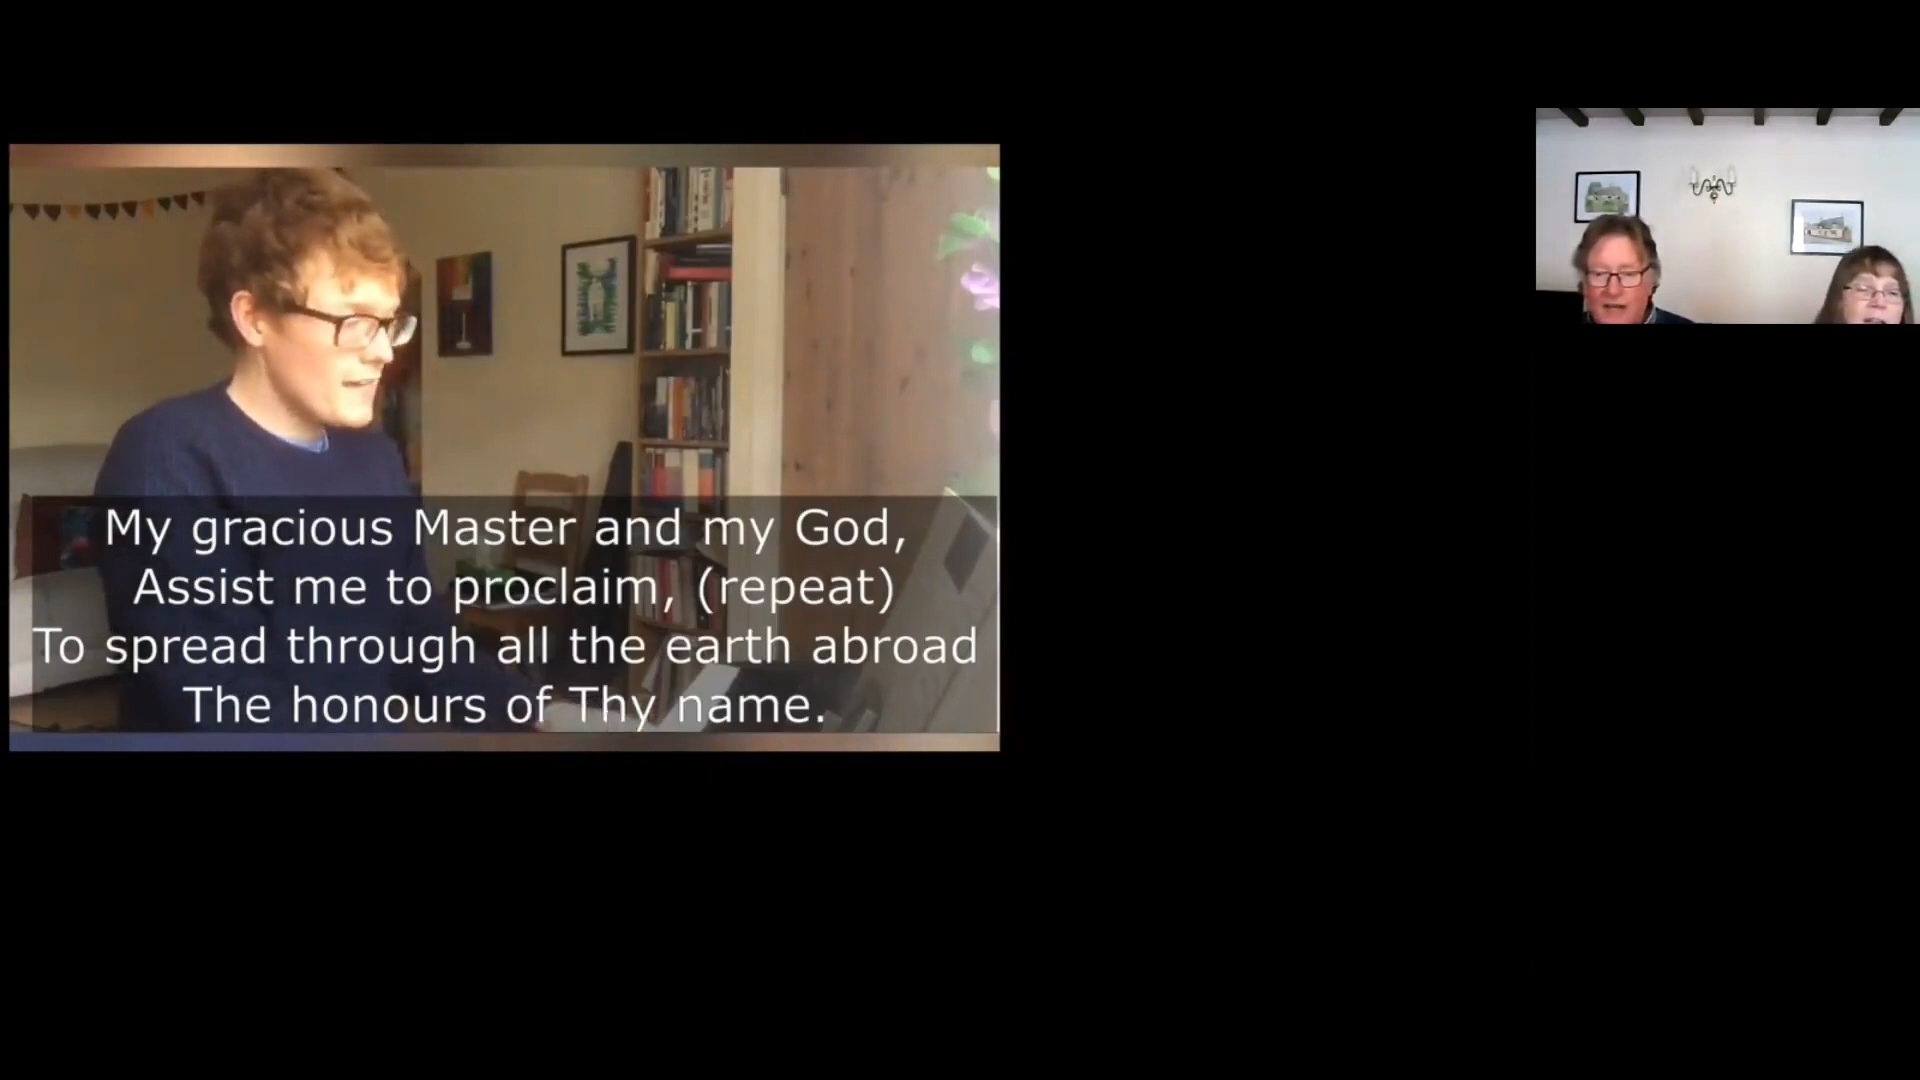 My gracious Master and my God,
Assist me to proclaim, (repeat)
To spread through all the earth abroad
The honours of Thy name.